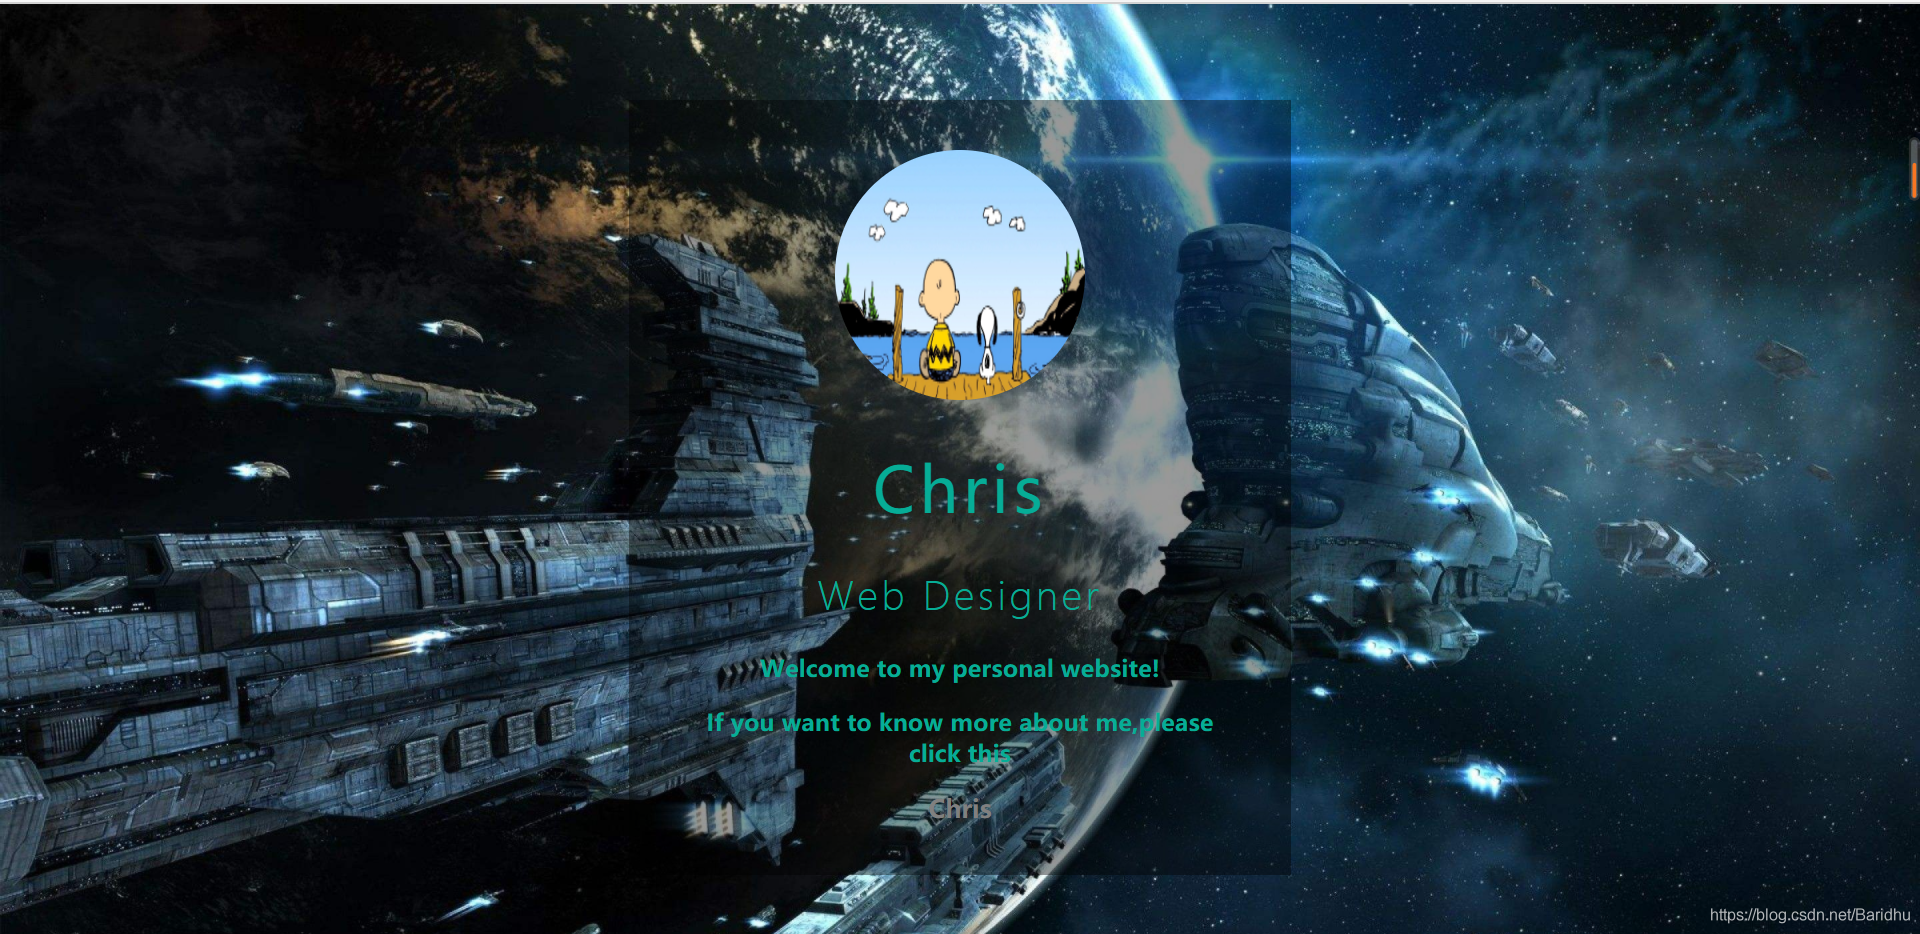 Chris
Web Designer
Welcome to my personal website!
If you want to know more about me,please
click this
Chris
https://blog.csdn.net/Baridhu